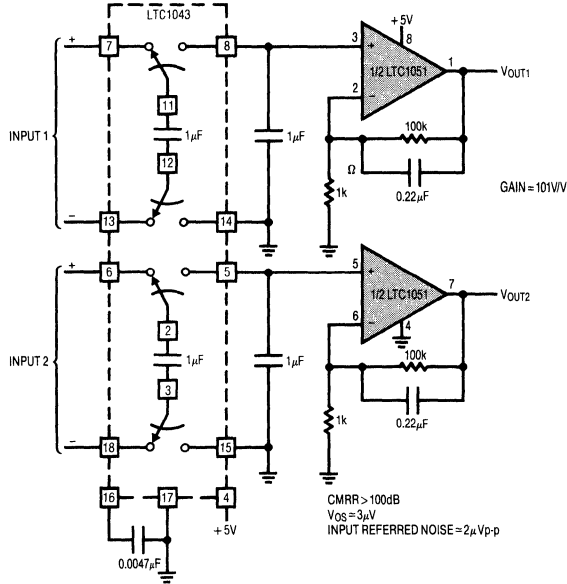 LTC1043
+ 7 8 3 + +5V 8
1/2 LTC1051 1 VOUT1
2 −
11
INPUT 1 1µF 1µF 100k
12
Ω 0.22µF
1k GAIN = 101V/V
− 13 14
+ 6 5 5 +
1/2 LTC1051 7 VOUT2
6 − 4
2
INPUT 2 1µF 1µF 100k
3
0.22µF
1k
− 18 15
16 17 4
+5V
0.0047µF
CMRR > 100dB
VOS ≃ 3µV
INPUT REFERRED NOISE ≃ 2µVp-p